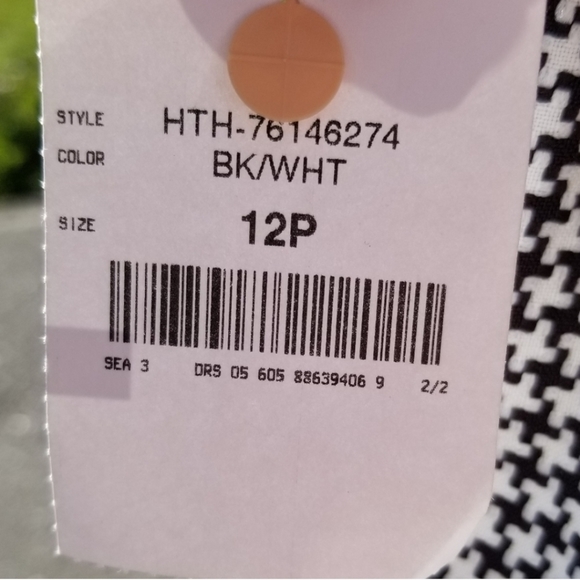 STYLE HTH-76146274
COLOR BK/WHT
SIZE 12P
SEA 3 DRS 05 605 88639406 9 2/2